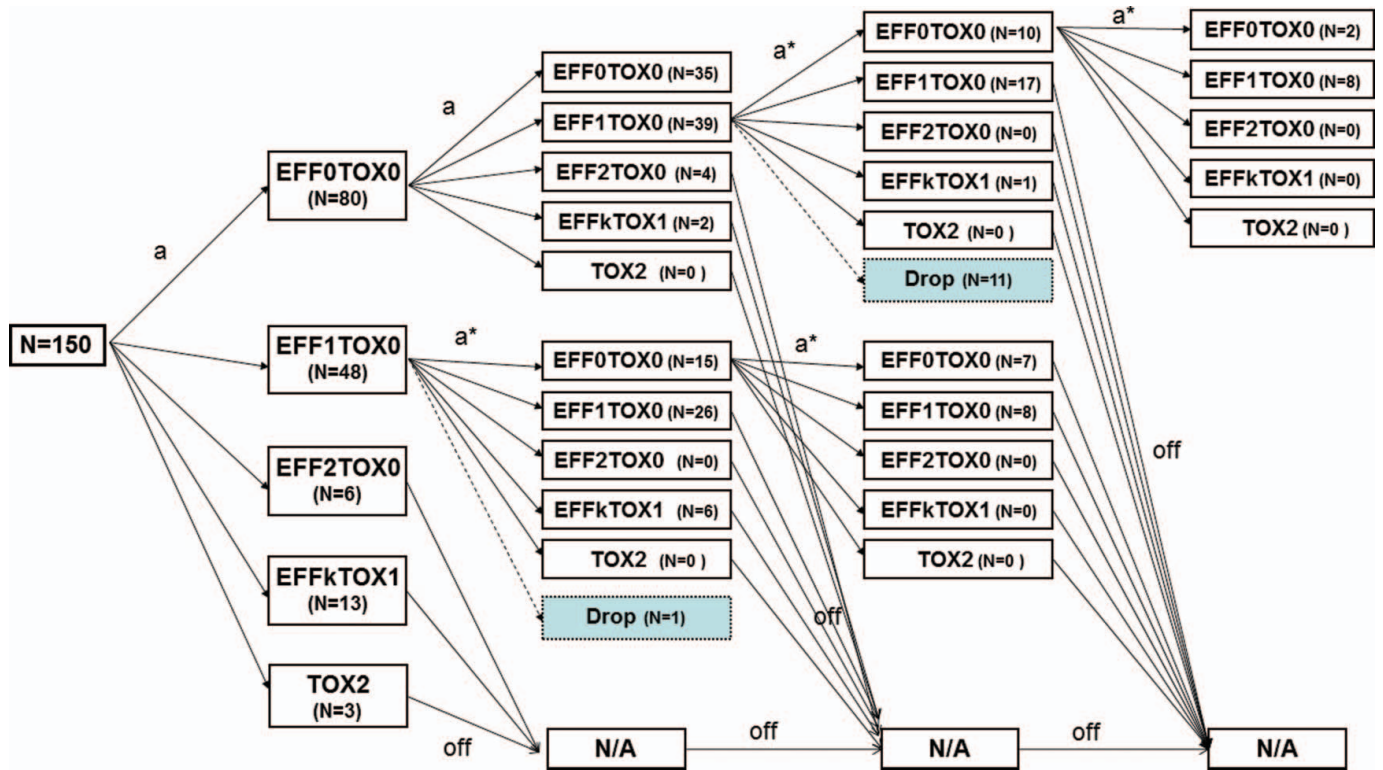 N=150
a
EFF0TOX0
(N=80)
EFF1TOX0
(N=48)
EFF2TOX0
(N=6)
EFFkTOX1
(N=13)
TOX2
(N=3)
off
a
EFF0TOX0 (N=35)
EFF1TOX0 (N=39)
EFF2TOX0 (N=4)
EFFkTOX1 (N=2)
TOX2 (N=0 )
a*
EFF0TOX0 (N=15)
EFF1TOX0 (N=26)
EFF2TOX0 (N=0)
EFFkTOX1 (N=6)
TOX2 (N=0 )
Drop (N=1)
N/A
off
off
a*
EFF0TOX0 (N=10)
EFF1TOX0 (N=17)
EFF2TOX0 (N=0)
EFFkTOX1 (N=1)
TOX2 (N=0 )
Drop (N=11)
a*
EFF0TOX0 (N=7)
EFF1TOX0 (N=8)
EFF2TOX0 (N=0)
EFFkTOX1 (N=0)
TOX2 (N=0 )
N/A
off
off
a*
EFF0TOX0 (N=2)
EFF1TOX0 (N=8)
EFF2TOX0 (N=0)
EFFkTOX1 (N=0)
TOX2 (N=0 )
N/A